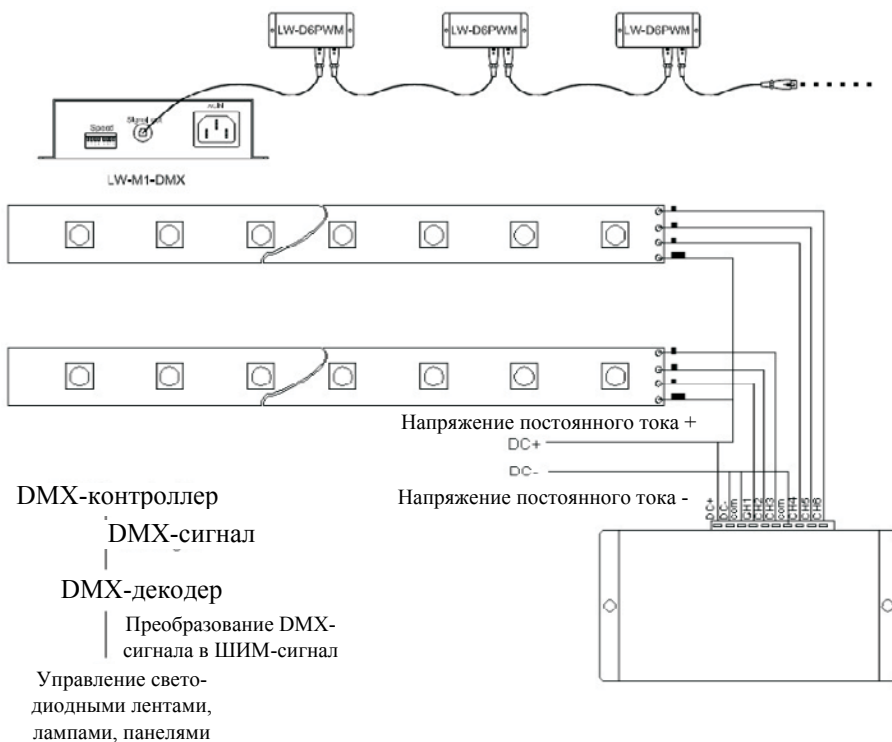 LW-D6PWM
LW-D6PWM
LW-D6PWM
Speed
Signal out
AC IN
LW-M1-DMX
Напряжение постоянного тока +
DC+
DC-
Напряжение постоянного тока -
DC+
DC-
com
CH1
CH2
CH3
com
CH4
CH5
CH6
DMX-контроллер
DMX-сигнал
DMX-декодер
Преобразование DMX-
сигнала в ШИМ-сигнал
Управление свето-
диодными лентами,
лампами, панелями